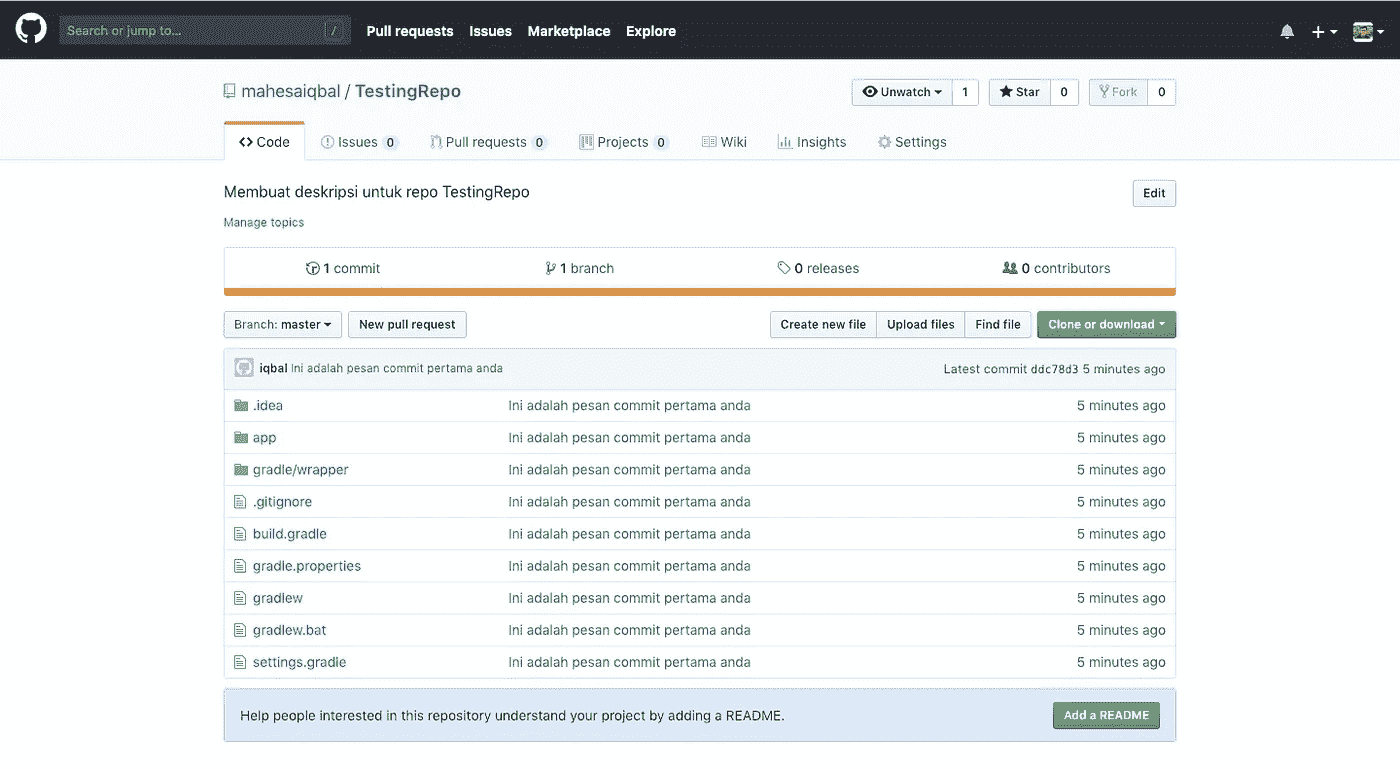 Search or jump to... /
Pull requests Issues Marketplace Explore
mahesaiqbal / TestingRepo
Unwatch 1 Star 0 Fork 0
Code Issues 0 Pull requests 0 Projects 0 Wiki Insights Settings
Membuat deskripsi untuk repo TestingRepo Edit
Manage topics
1 commit 1 branch 0 releases 0 contributors
Branch: master New pull request Create new file Upload files Find file Clone or download
iqbal Ini adalah pesan commit pertama anda Latest commit ddc78d3 5 minutes ago
.idea Ini adalah pesan commit pertama anda 5 minutes ago
app Ini adalah pesan commit pertama anda 5 minutes ago
gradle/wrapper Ini adalah pesan commit pertama anda 5 minutes ago
.gitignore Ini adalah pesan commit pertama anda 5 minutes ago
build.gradle Ini adalah pesan commit pertama anda 5 minutes ago
gradle.properties Ini adalah pesan commit pertama anda 5 minutes ago
gradlew Ini adalah pesan commit pertama anda 5 minutes ago
gradlew.bat Ini adalah pesan commit pertama anda 5 minutes ago
settings.gradle Ini adalah pesan commit pertama anda 5 minutes ago
Help people interested in this repository understand your project by adding a README. Add a README